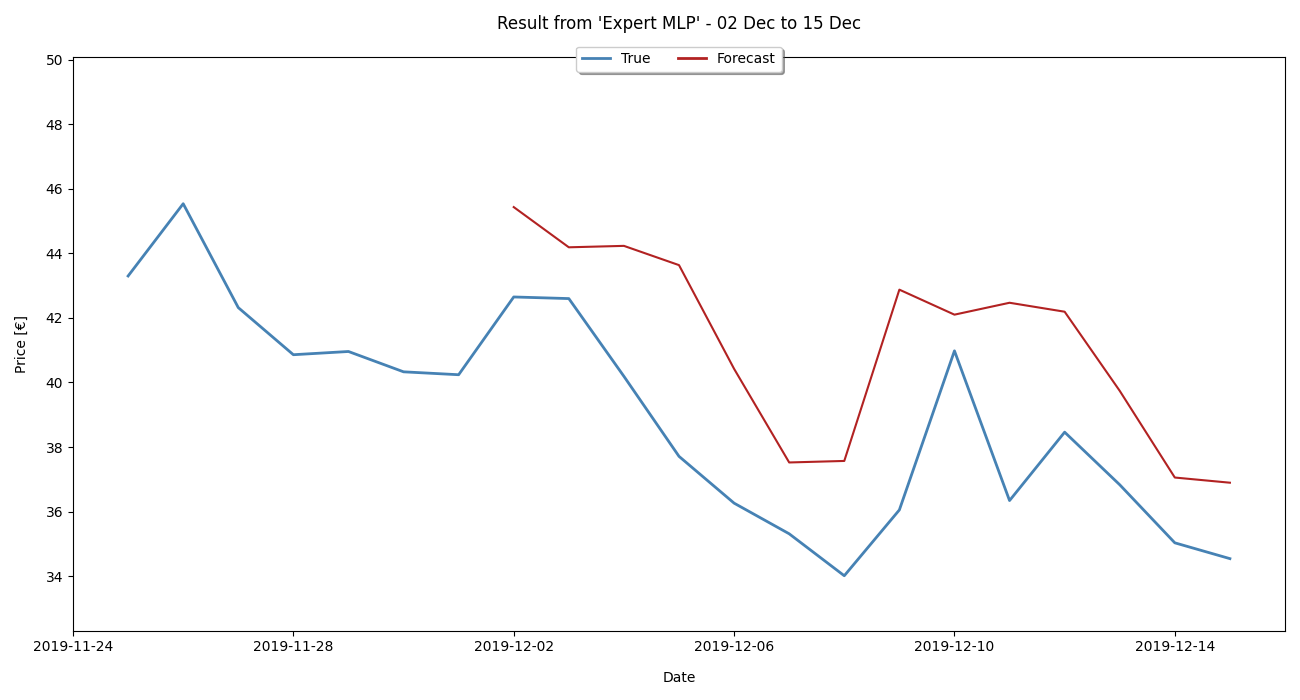 Result from 'Expert MLP' - 02 Dec to 15 Dec
True Forecast
50
48
46
44
42
40
38
36
34
Price [€]
2019-11-24 2019-11-28 2019-12-02 2019-12-06 2019-12-10 2019-12-14
Date